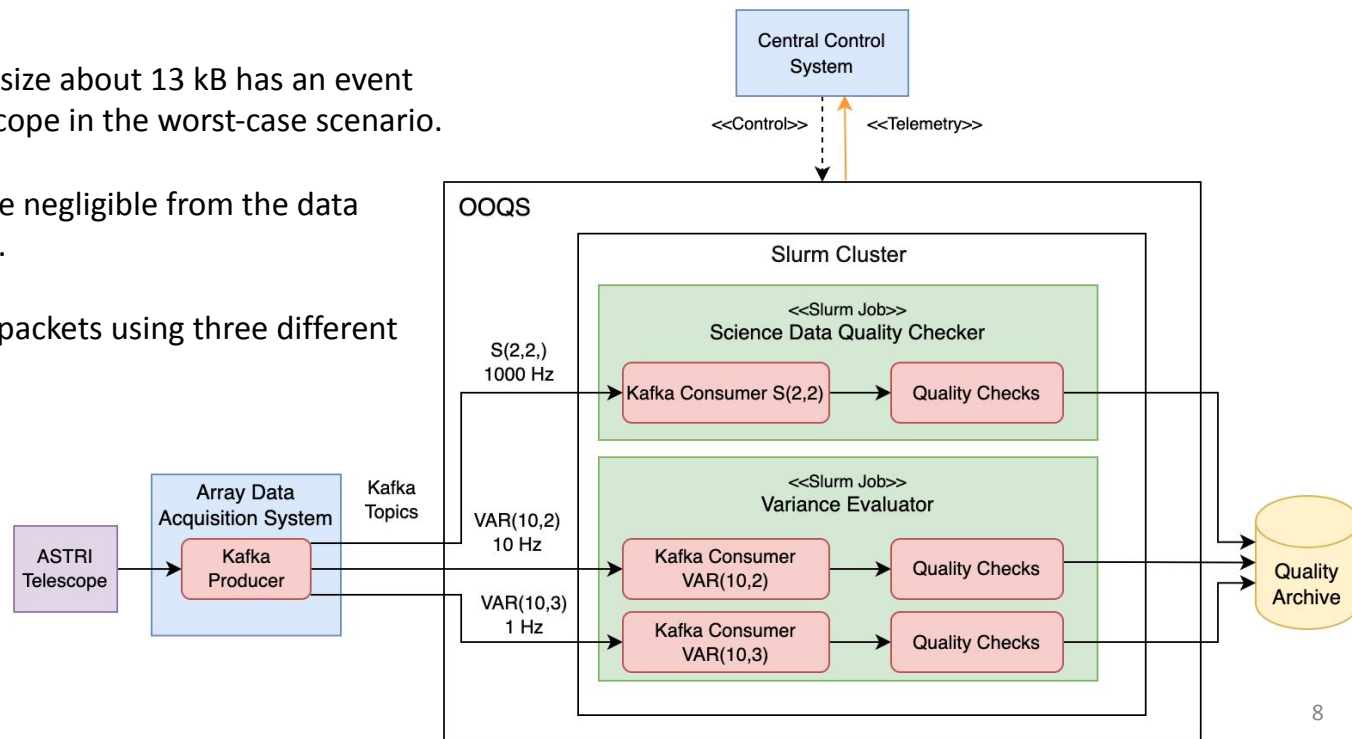 size about 13 kB has an event
cope in the worst-case scenario.
e negligible from the data
.
packets using three different
Central Control
System
<<Control>>
<<Telemetry>>
OOQS
Slurm Cluster
<<Slurm Job>>
Science Data Quality Checker
S(2,2,)
1000 Hz
Kafka Consumer S(2,2)
Quality Checks
<<Slurm Job>>
Variance Evaluator
Array Data
Acquisition System
Kafka
Topics
ASTRI
Telescope
Kafka
Producer
VAR(10,2)
10 Hz
Kafka Consumer
VAR(10,2)
Quality Checks
VAR(10,3)
1 Hz
Kafka Consumer
VAR(10,3)
Quality Checks
Quality
Archive
8